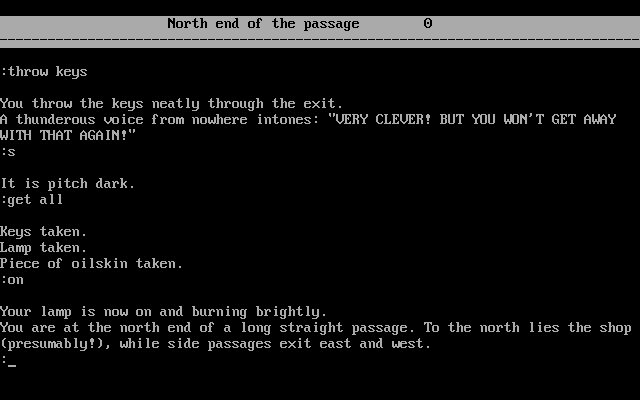 North end of the passage 0
--------------------------------------------------------------------------------
:throw keys
You throw the keys neatly through the exit.
A thunderous voice from nowhere intones: "VERY CLEVER! BUT YOU WON'T GET AWAY
WITH THAT AGAIN!"
:s
It is pitch dark.
:get all
Keys taken.
Lamp taken.
Piece of oilskin taken.
:on
Your lamp is now on and burning brightly.
You are at the north end of a long straight passage. To the north lies the shop
(presumably!), while side passages exit east and west.
:_